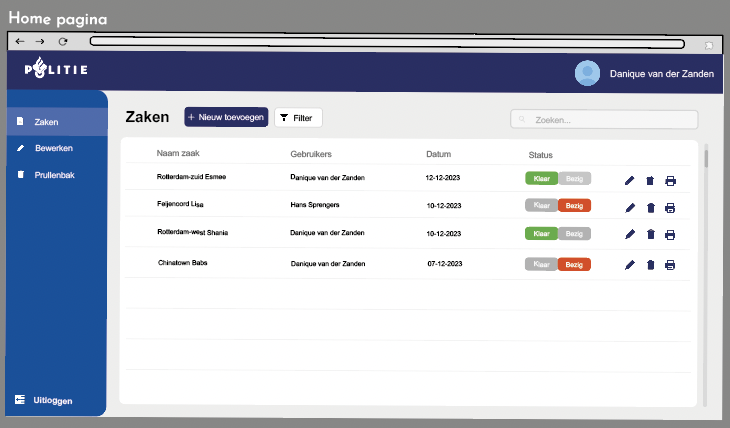 Home pagina
POLITIE
Danique van der Zanden
Zaken
Bewerken
Prullenbak
Uitloggen
Zaken
+ Nieuw toevoegen
Filter
Zoeken...
Naam zaak Gebruikers Datum Status
Rotterdam-zuid Esmee Danique van der Zanden 12-12-2023 Klaar Bezig
Feijenoord Lisa Hans Sprengers 10-12-2023 Klaar Bezig
Rotterdam-west Shania Danique van der Zanden 10-12-2023 Klaar Bezig
Chinatown Babs Danique van der Zanden 07-12-2023 Klaar Bezig